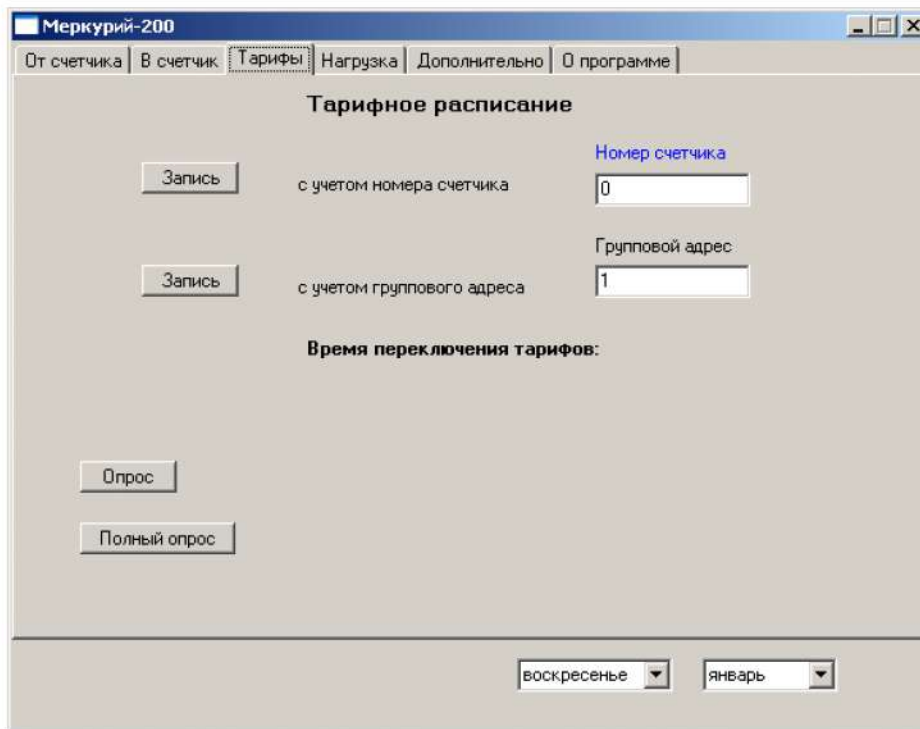 Меркурий-200
От счетчика В счетчик Тарифы Нагрузка Дополнительно О программе
Тарифное расписание
Номер счетчика
Запись с учетом номера счетчика 0
Групповой адрес
Запись с учетом группового адреса 1
Время переключения тарифов:
Опрос
Полный опрос
воскресенье январь